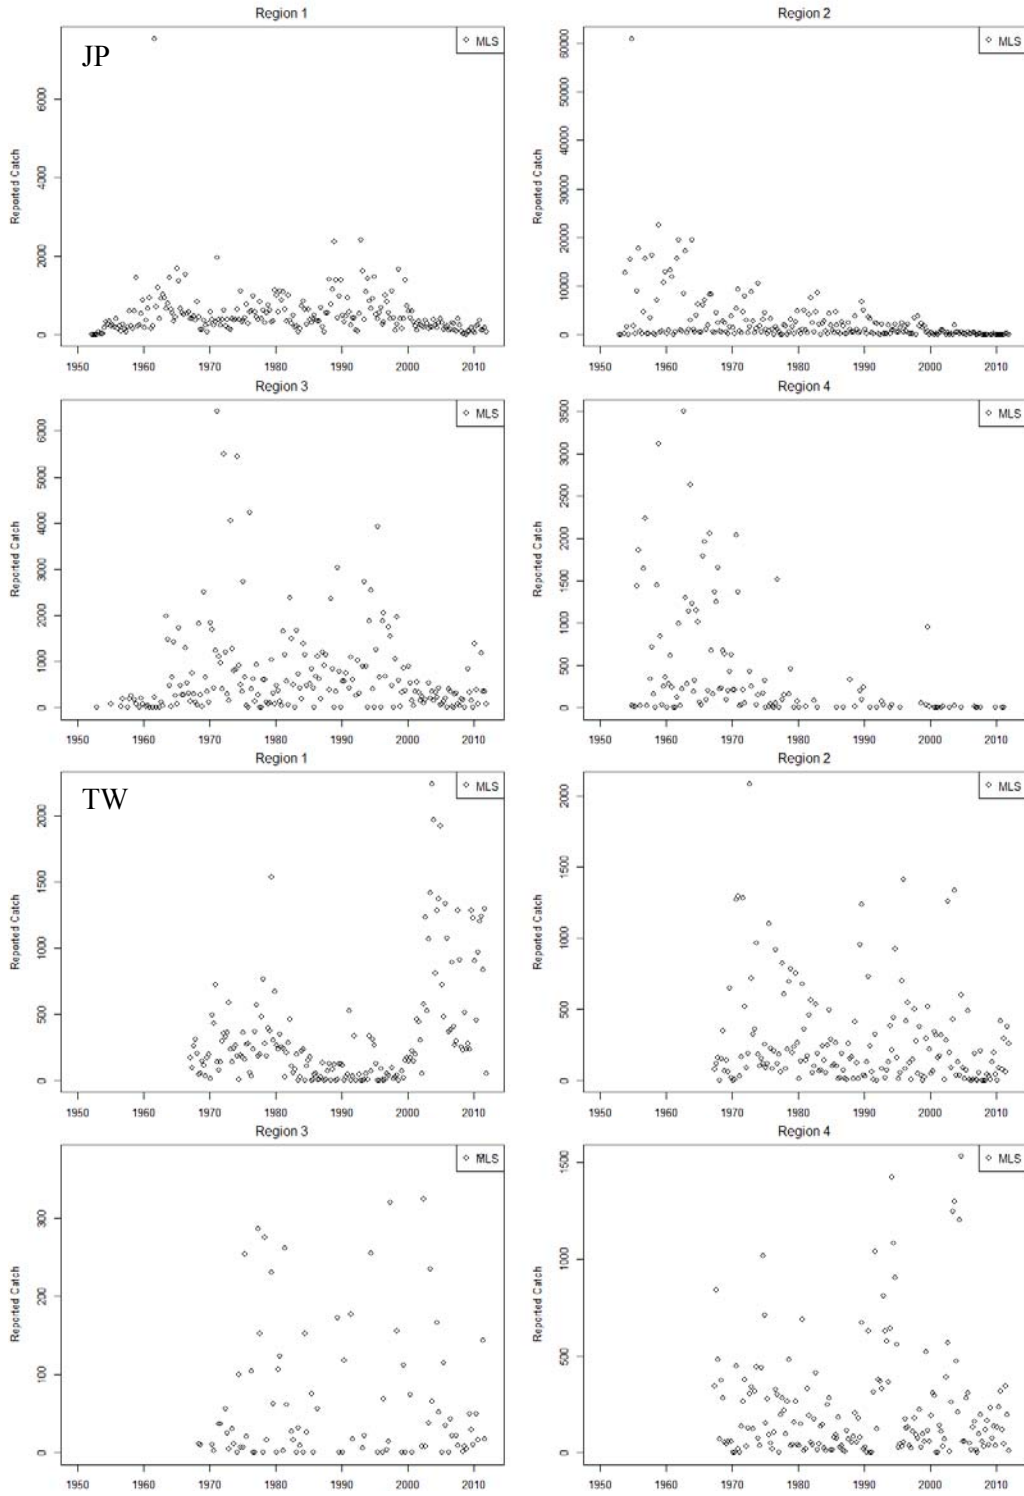 Region 1
JP
MLS
Reported Catch
0 2000 4000 6000
1950 1960 1970 1980 1990 2000 2010
Region 2
MLS
Reported Catch
0 10000 20000 30000 40000 50000 60000
1950 1960 1970 1980 1990 2000 2010
Region 3
MLS
Reported Catch
0 1000 2000 3000 4000 5000 6000
1950 1960 1970 1980 1990 2000 2010
Region 4
MLS
Reported Catch
0 500 1000 1500 2000 2500 3000 3500
1950 1960 1970 1980 1990 2000 2010
Region 1
TW
MLS
Reported Catch
0 500 1000 1500 2000
1950 1960 1970 1980 1990 2000 2010
Region 2
MLS
Reported Catch
0 500 1000 1500 2000
1950 1960 1970 1980 1990 2000 2010
Region 3
MLS
Reported Catch
0 100 200 300
1950 1960 1970 1980 1990 2000 2010
Region 4
MLS
Reported Catch
0 500 1000 1500
1950 1960 1970 1980 1990 2000 2010